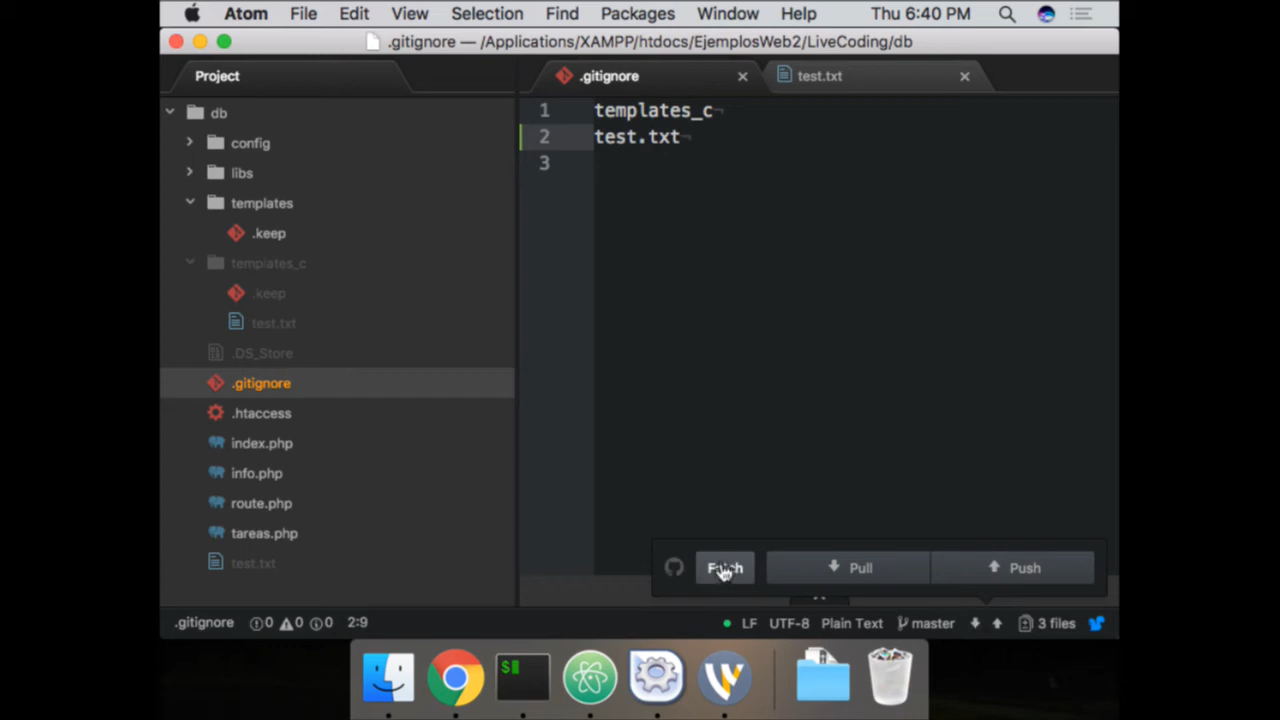 Atom File Edit View Selection Find Packages Window Help Thu 6:40 PM
.gitignore — /Applications/XAMPP/htdocs/EjemplosWeb2/LiveCoding/db
Project
.gitignore
test.txt
db
config
libs
templates
.keep
templates_c
.keep
test.txt
.DS_Store
.gitignore
.htaccess
index.php
info.php
route.php
tareas.php
test.txt
1 templates_c¬
2 test.txt¬
3
Fetch Pull Push
.gitignore 0 0 0 2:9 LF UTF-8 Plain Text master 3 files
$